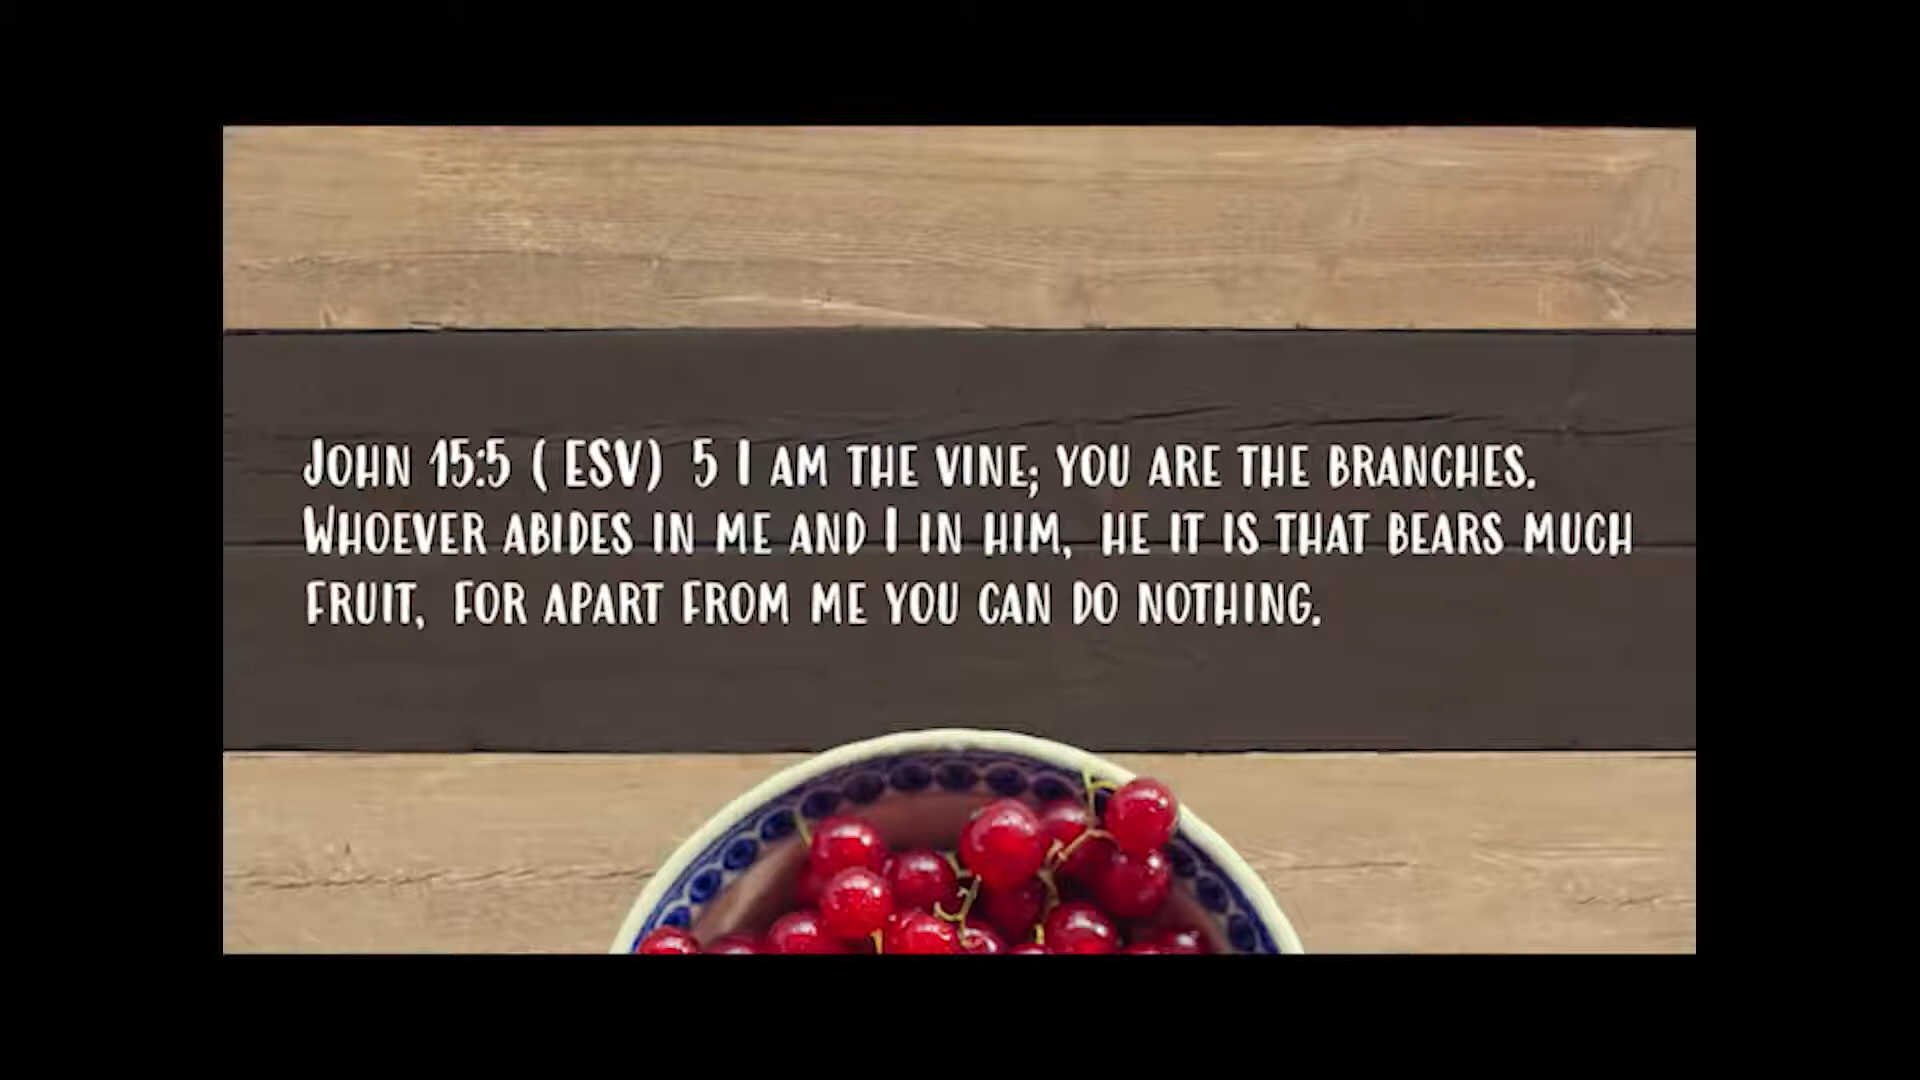 John 15:5 ( ESV) 5 I am the vine; you are the branches.
Whoever abides in me and I in him, he it is that bears much
fruit, for apart from me you can do nothing.